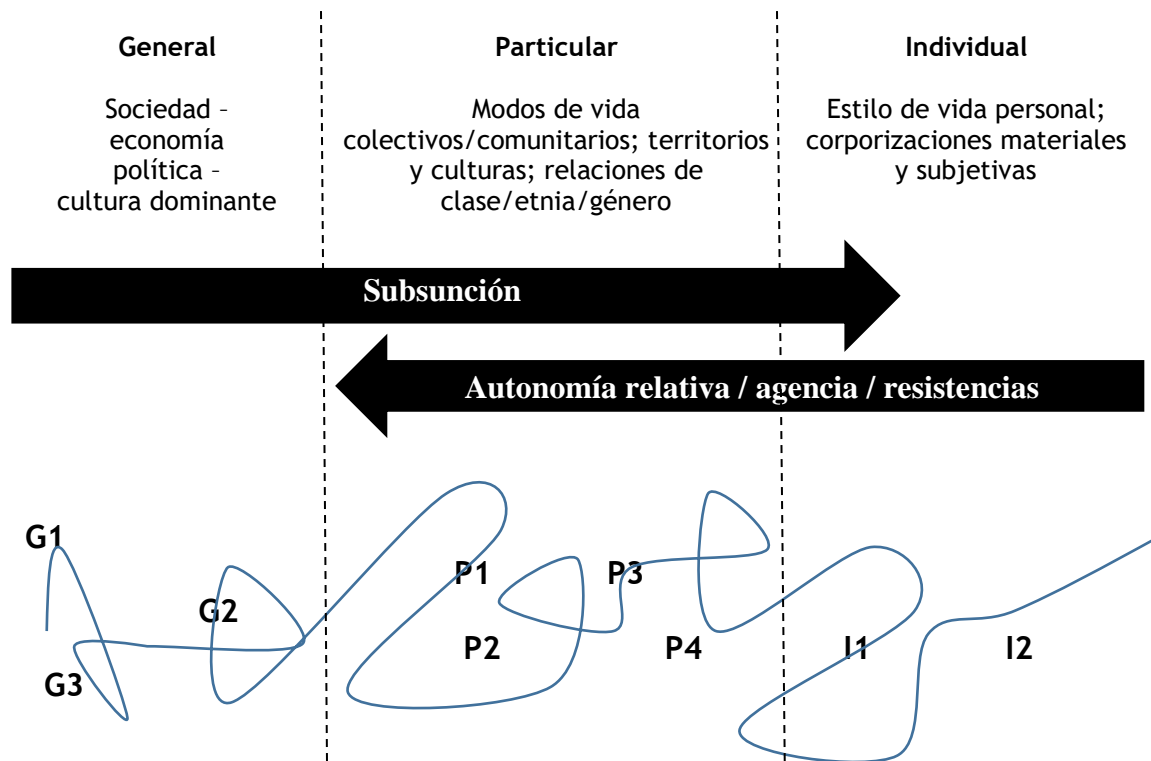 General
Particular
Individual
Sociedad –
economía
política –
cultura dominante
Modos de vida
colectivos/comunitarios; territorios
y culturas; relaciones de
clase/etnia/género
Estilo de vida personal;
corporizaciones materiales
y subjetivas
Subsunción
Autonomía relativa / agencia / resistencias
G1
G2
G3
P1
P2
P3
P4
I1
I2